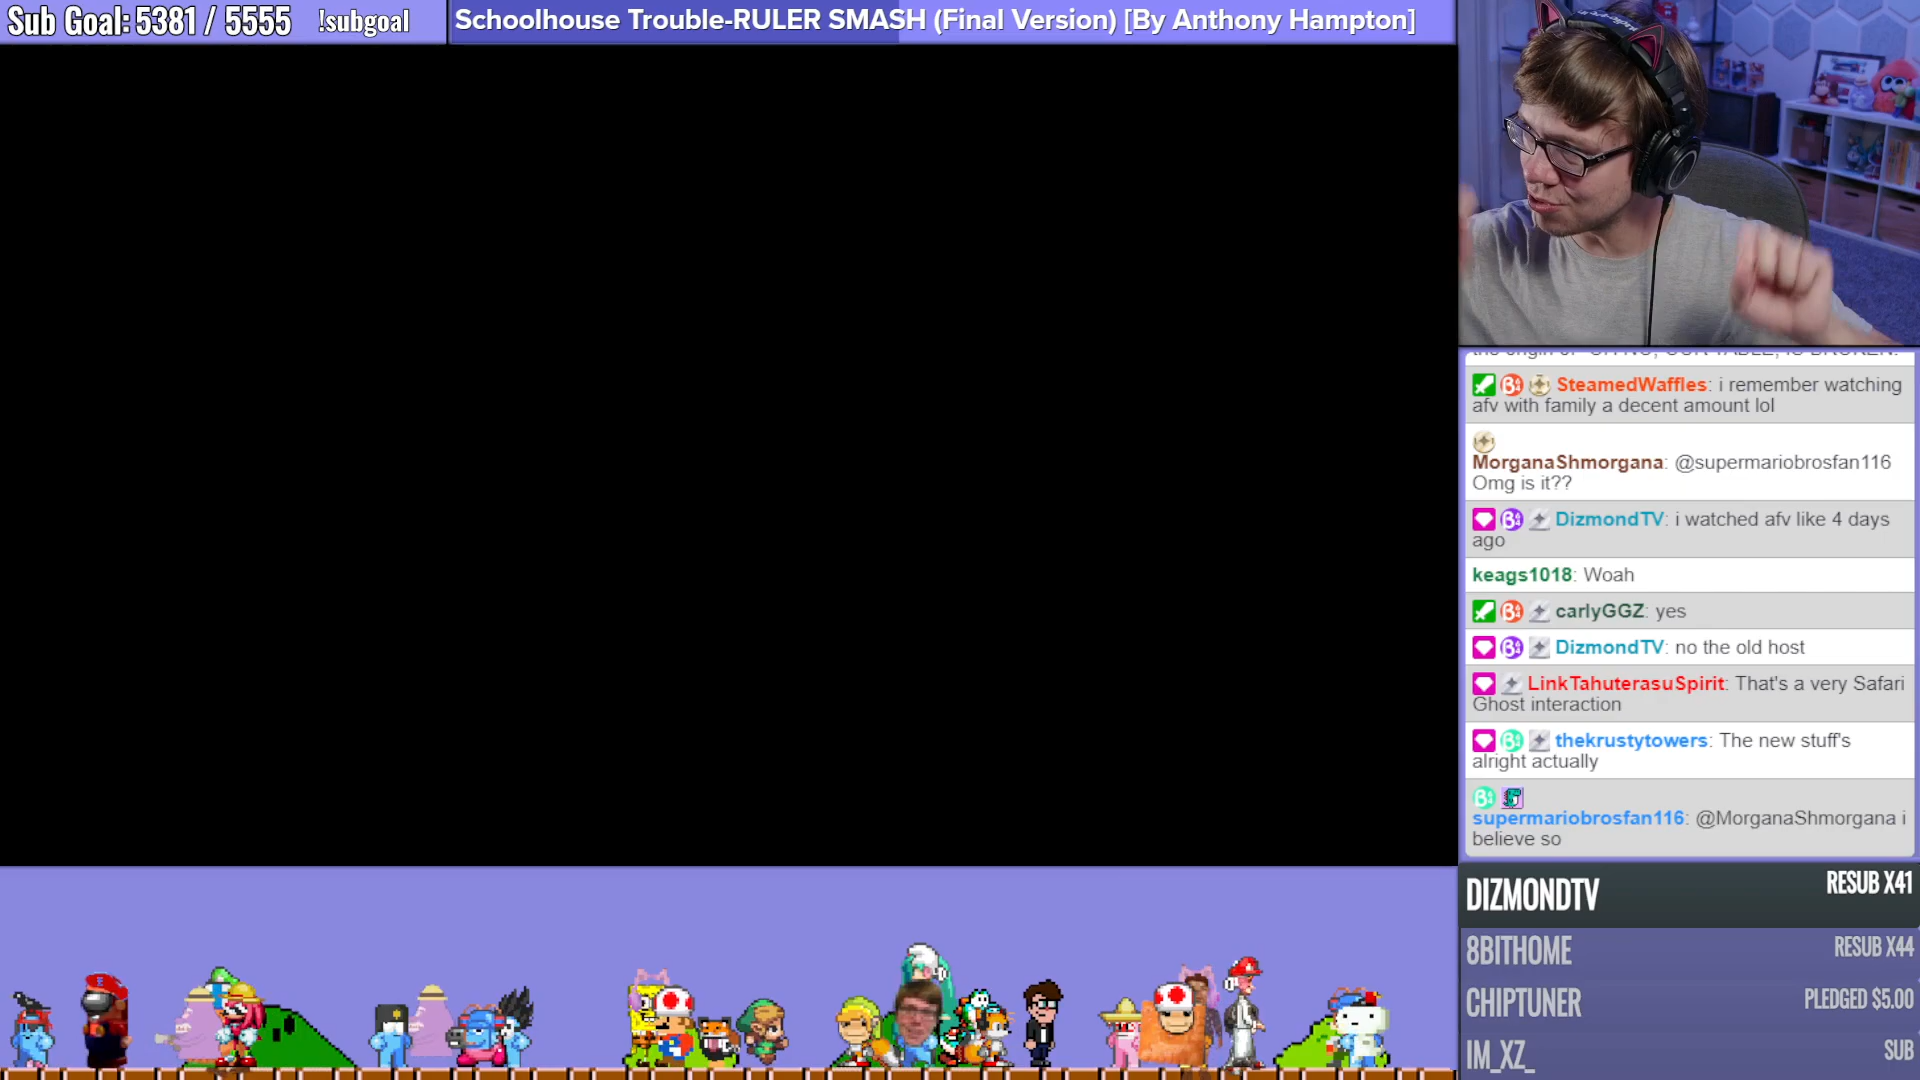 Sub Goal: 5381 / 5555 !subgoal
Schoolhouse Trouble-RULER SMASH (Final Version) [By Anthony Hampton]
SteamedWaffles: i remember watching
afv with family a decent amount lol
MorganaShmorgana: @supermariobrosfan116
Omg is it??
DizmondTV: i watched afv like 4 days
ago
keags1018: Woah
carlyGGZ: yes
DizmondTV: no the old host
LinkTahuterasuSpirit: That's a very Safari
Ghost interaction
thekrustytowers: The new stuff's
alright actually
supermariobrosfan116: @MorganaShmorgana i
believe so
DIZMONDTV RESUB X41
8BITHOME RESUB X44
CHIPTUNER PLEDGED $5.00
IM_XZ_ SUB